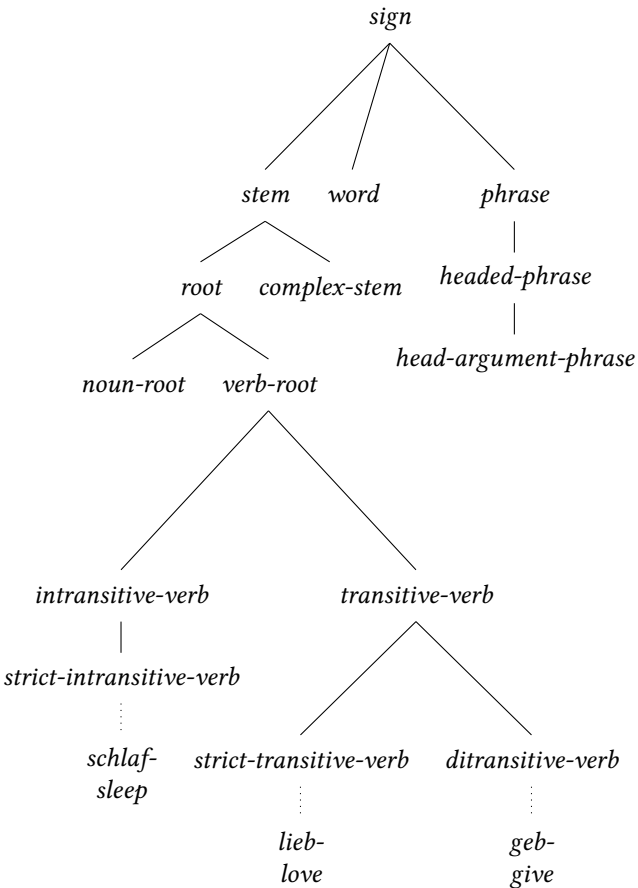 sign
stem word phrase
root complex-stem headed-phrase
noun-root verb-root head-argument-phrase
intransitive-verb transitive-verb
strict-intransitive-verb
schlaf- strict-transitive-verb ditransitive-verb
sleep
lieb- geb-
love give